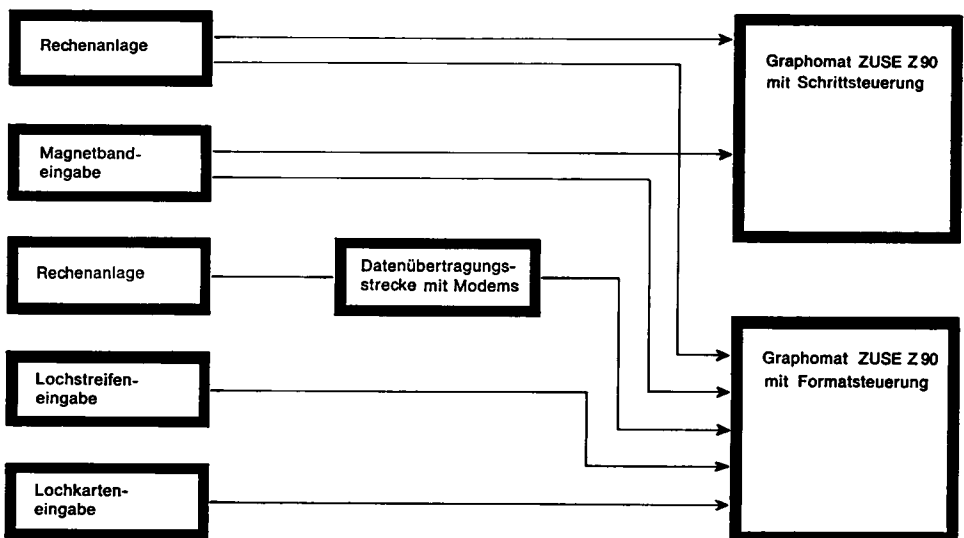 Rechenanlage
Graphomat ZUSE Z 90
mit Schrittsteuerung
Magnetband-
eingabe
Rechenanlage
Datenübertragungs-
strecke mit Modems
Lochstreifen-
eingabe
Graphomat ZUSE Z 90
mit Formatsteuerung
Lochkarten-
eingabe